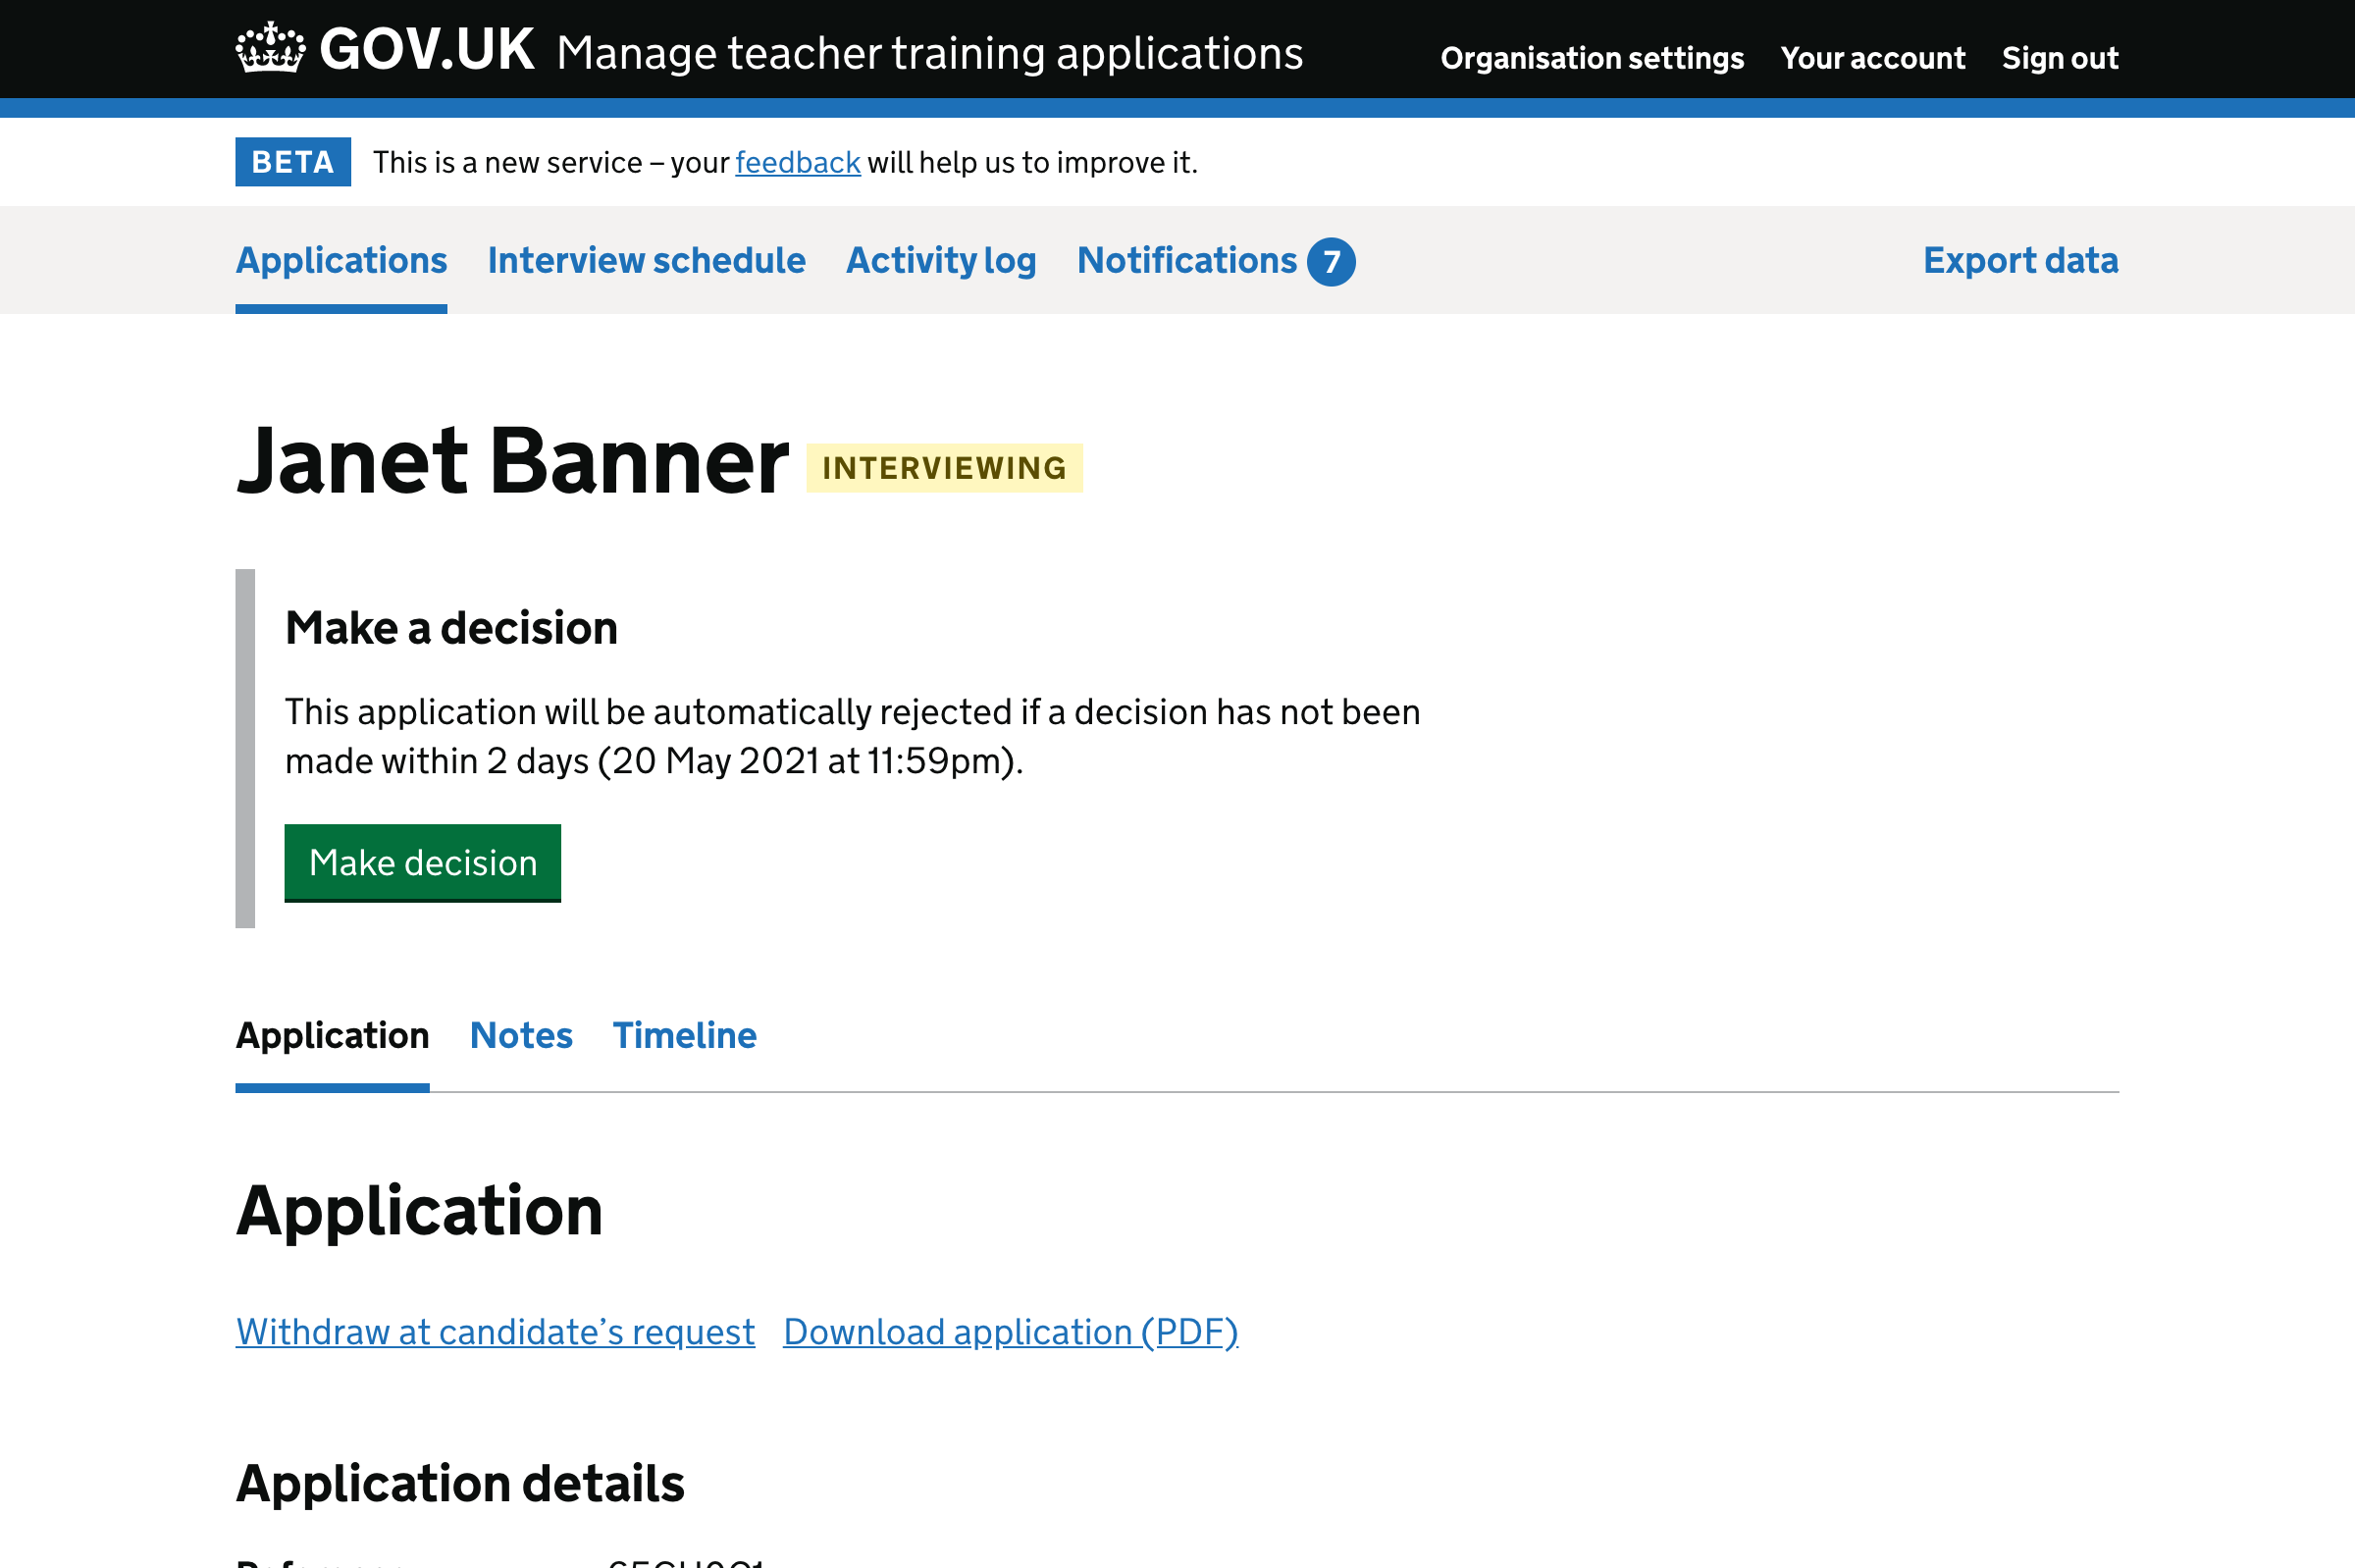 GOV.UK Manage teacher training applications Organisation settings Your account Sign out
BETA This is a new service – your feedback will help us to improve it.
Applications Interview schedule Activity log Notifications 7 Export data
Janet Banner INTERVIEWING
Make a decision
This application will be automatically rejected if a decision has not been
made within 2 days (20 May 2021 at 11:59pm).
Make decision
Application Notes Timeline
Application
Withdraw at candidate’s request Download application (PDF)
Application details